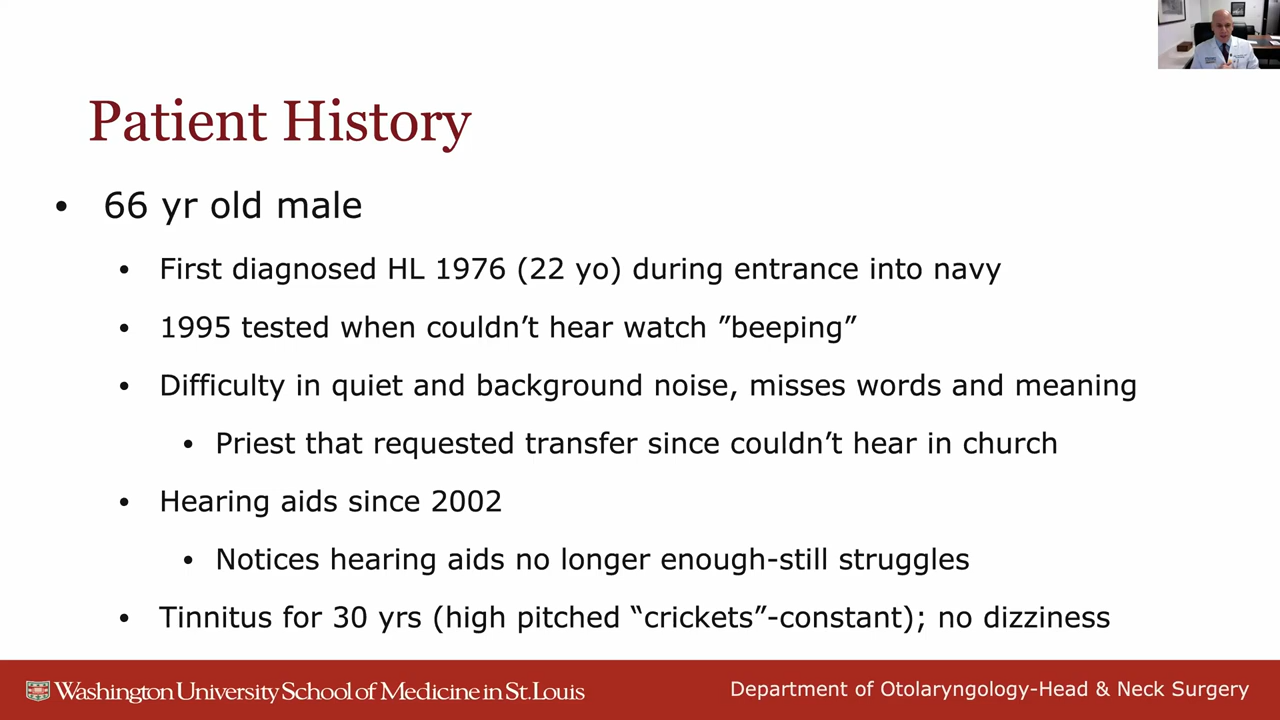 Patient History
• 66 yr old male
• First diagnosed HL 1976 (22 yo) during entrance into navy
• 1995 tested when couldn’t hear watch ”beeping”
• Difficulty in quiet and background noise, misses words and meaning
• Priest that requested transfer since couldn’t hear in church
• Hearing aids since 2002
• Notices hearing aids no longer enough-still struggles
• Tinnitus for 30 yrs (high pitched “crickets”-constant); no dizziness
Washington University School of Medicine in St. Louis
Department of Otolaryngology-Head & Neck Surgery